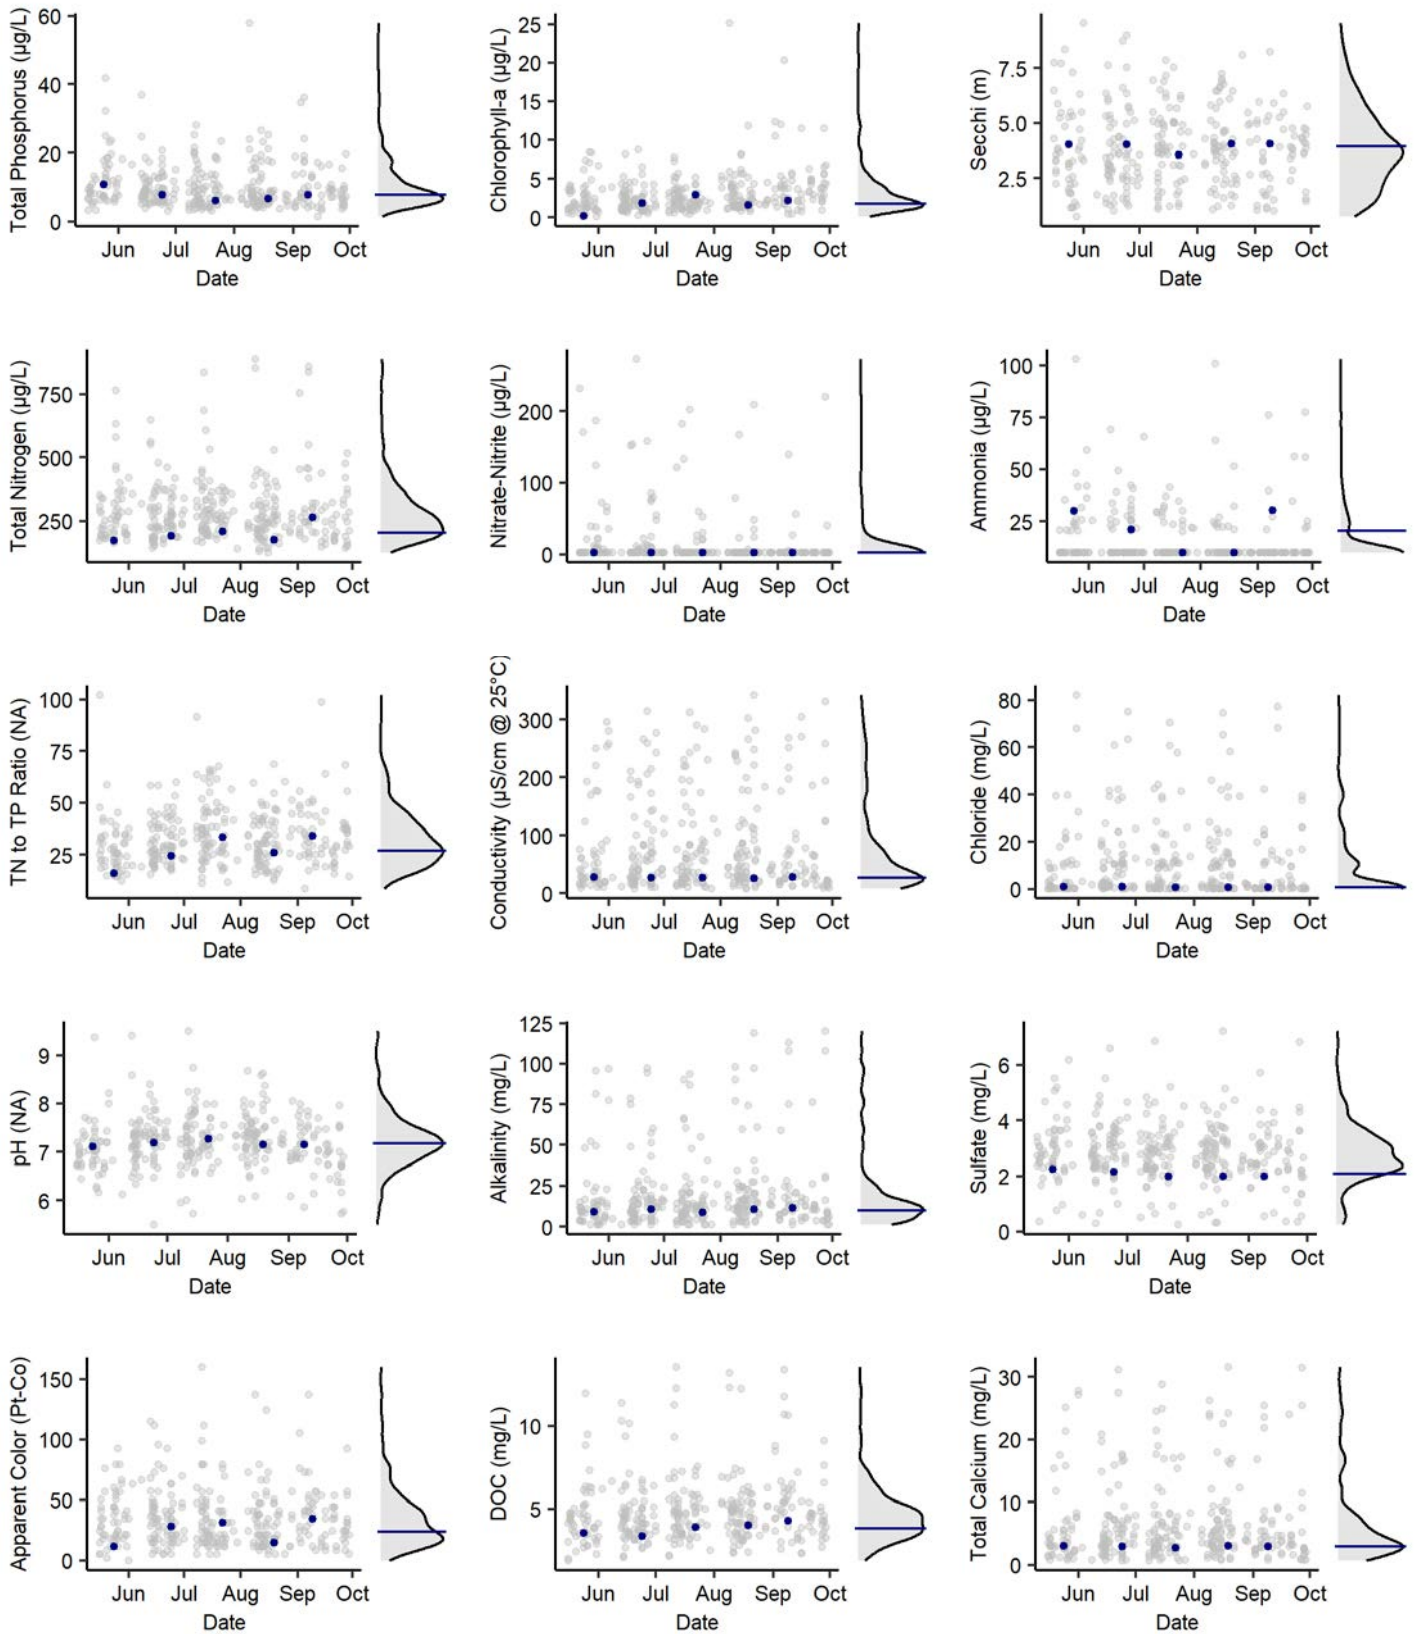 Total Phosphorus (µg/L)
60
40
20
0
Jun Jul Aug Sep Oct
Date
Chlorophyll-a (µg/L)
25
20
15
10
5
0
Jun Jul Aug Sep Oct
Date
Secchi (m)
7.5
5.0
2.5
Jun Jul Aug Sep Oct
Date
Total Nitrogen (µg/L)
750
500
250
Jun Jul Aug Sep Oct
Date
Nitrate-Nitrite (µg/L)
200
100
0
Jun Jul Aug Sep Oct
Date
Ammonia (µg/L)
100
75
50
25
Jun Jul Aug Sep Oct
Date
TN to TP Ratio (NA)
100
75
50
25
Jun Jul Aug Sep Oct
Date
Conductivity (µS/cm @ 25°C)
300
200
100
0
Jun Jul Aug Sep Oct
Date
Chloride (mg/L)
80
60
40
20
0
Jun Jul Aug Sep Oct
Date
pH (NA)
9
8
7
6
Jun Jul Aug Sep Oct
Date
Alkalinity (mg/L)
125
100
75
50
25
0
Jun Jul Aug Sep Oct
Date
Sulfate (mg/L)
6
4
2
0
Jun Jul Aug Sep Oct
Date
Apparent Color (Pt-Co)
150
100
50
0
Jun Jul Aug Sep Oct
Date
DOC (mg/L)
10
5
Jun Jul Aug Sep Oct
Date
Total Calcium (mg/L)
30
20
10
0
Jun Jul Aug Sep Oct
Date